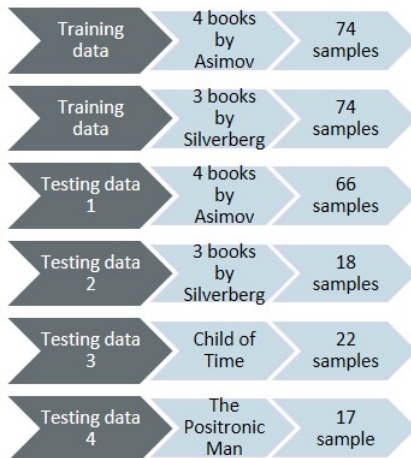 Training
data
4 books
by
Asimov
74
samples
Training
data
3 books
by
Silverberg
74
samples
Testing data
1
4 books
by
Asimov
66
samples
Testing data
2
3 books
by
Silverberg
18
samples
Testing data
3
Child of
Time
22
samples
Testing data
4
The
Positronic
Man
17
sample